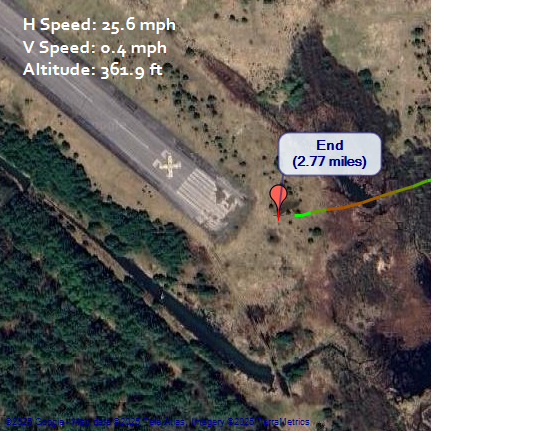 H Speed: 25.6 mph
V Speed: 0.4 mph
Altitude: 361.9 ft
End
(2.77 miles)